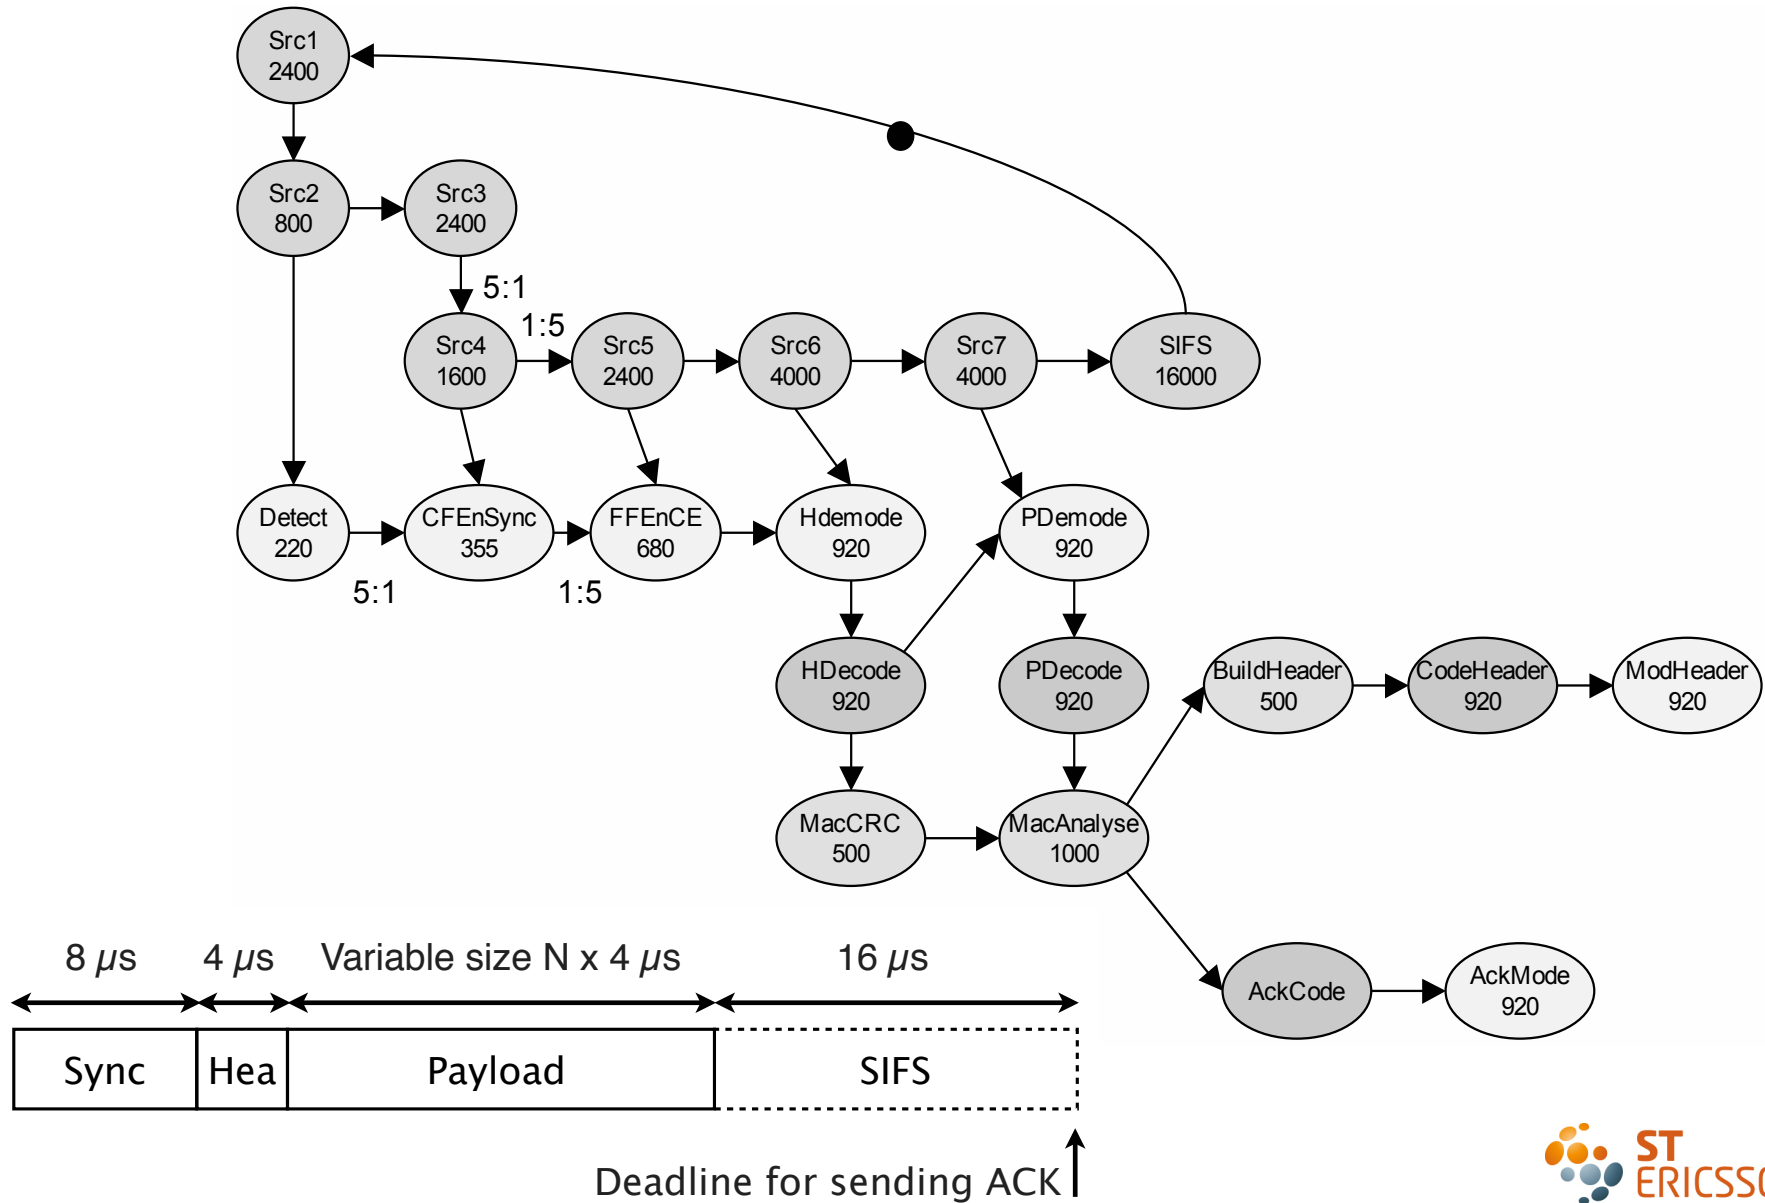 Src1
2400
Src2
800
Src3
2400
5:1
1:5
Src4
1600
Src5
2400
Src6
4000
Src7
4000
SIFS
16000
Detect
220
CFEnSync
355
FFEnCE
680
Hdemode
920
PDemode
920
5:1
1:5
HDecode
920
PDecode
920
BuildHeader
500
CodeHeader
920
ModHeader
920
MacCRC
500
MacAnalyse
1000
AckCode
AckMode
920
8 µs
4 µs
Variable size N x 4 µs
16 µs
Sync
Hea
Payload
SIFS
Deadline for sending ACK
ST
ERICSSO